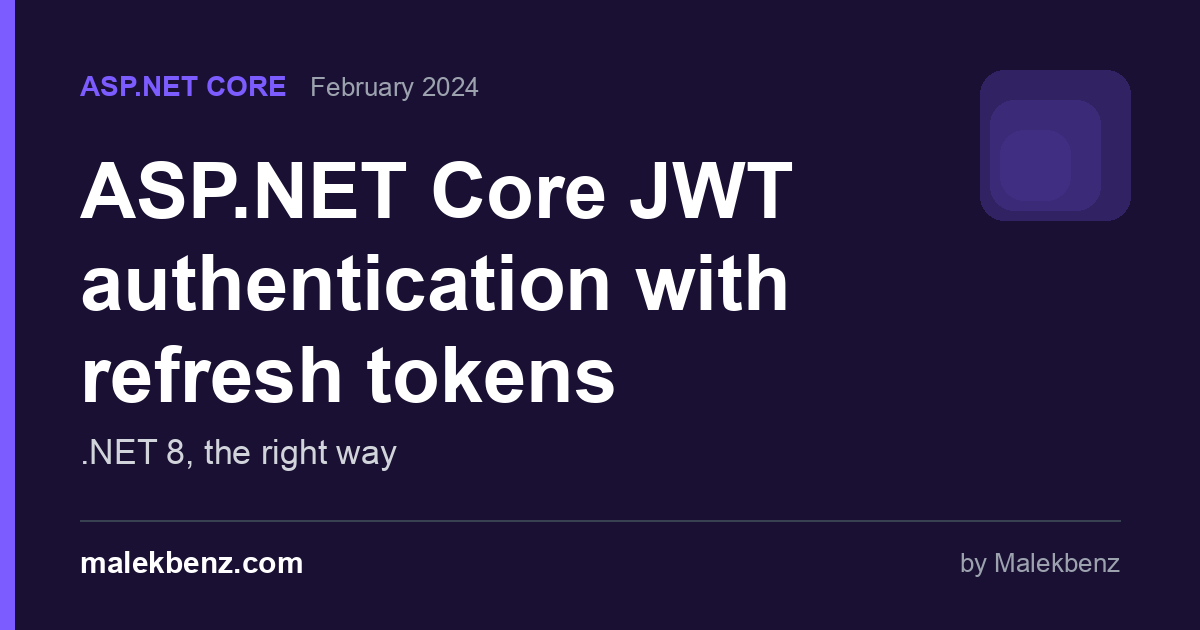 ASP.NET CORE February 2024
ASP.NET Core JWT
authentication with
refresh tokens
.NET 8, the right way
malekbenz.com
by Malekbenz